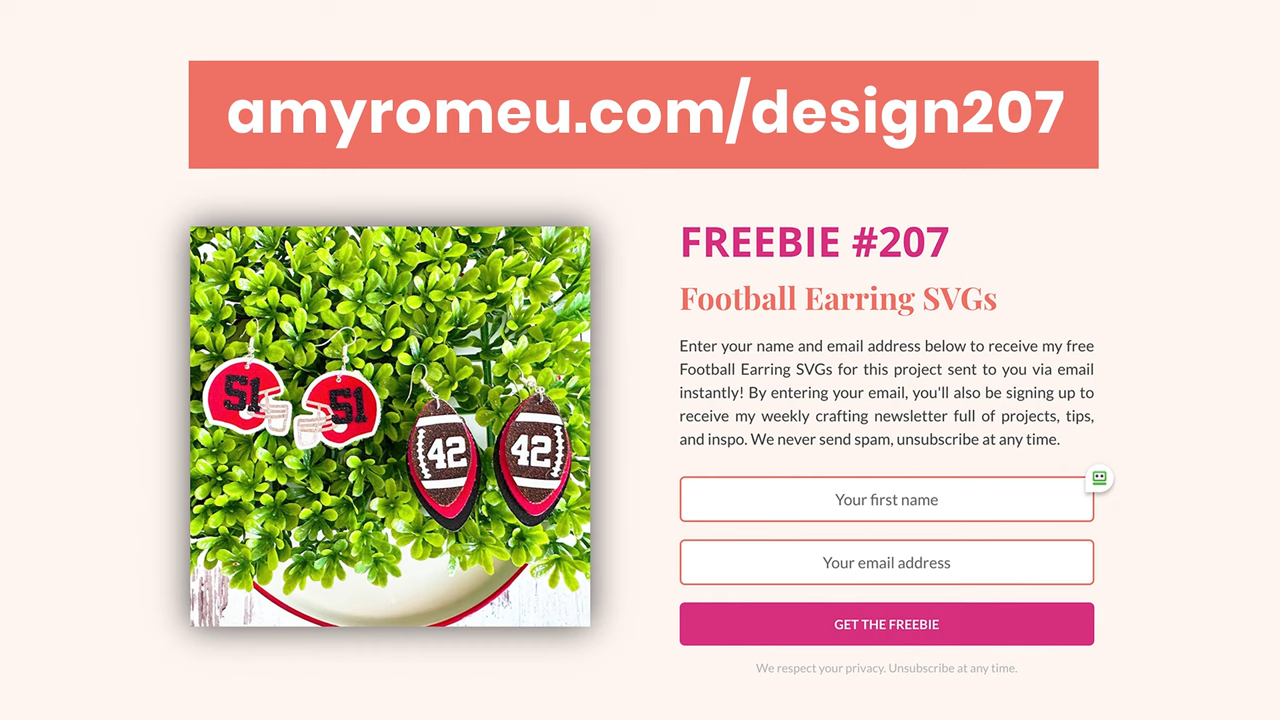 amyromeu.com/design207
FREEBIE #207
Football Earring SVGs
Enter your name and email address below to receive my free
Football Earring SVGs for this project sent to you via email
instantly! By entering your email, you'll also be signing up to
receive my weekly crafting newsletter full of projects, tips,
and inspo. We never send spam, unsubscribe at any time.
51 51
42 42
Your first name
Your email address
GET THE FREEBIE
We respect your privacy. Unsubscribe at any time.